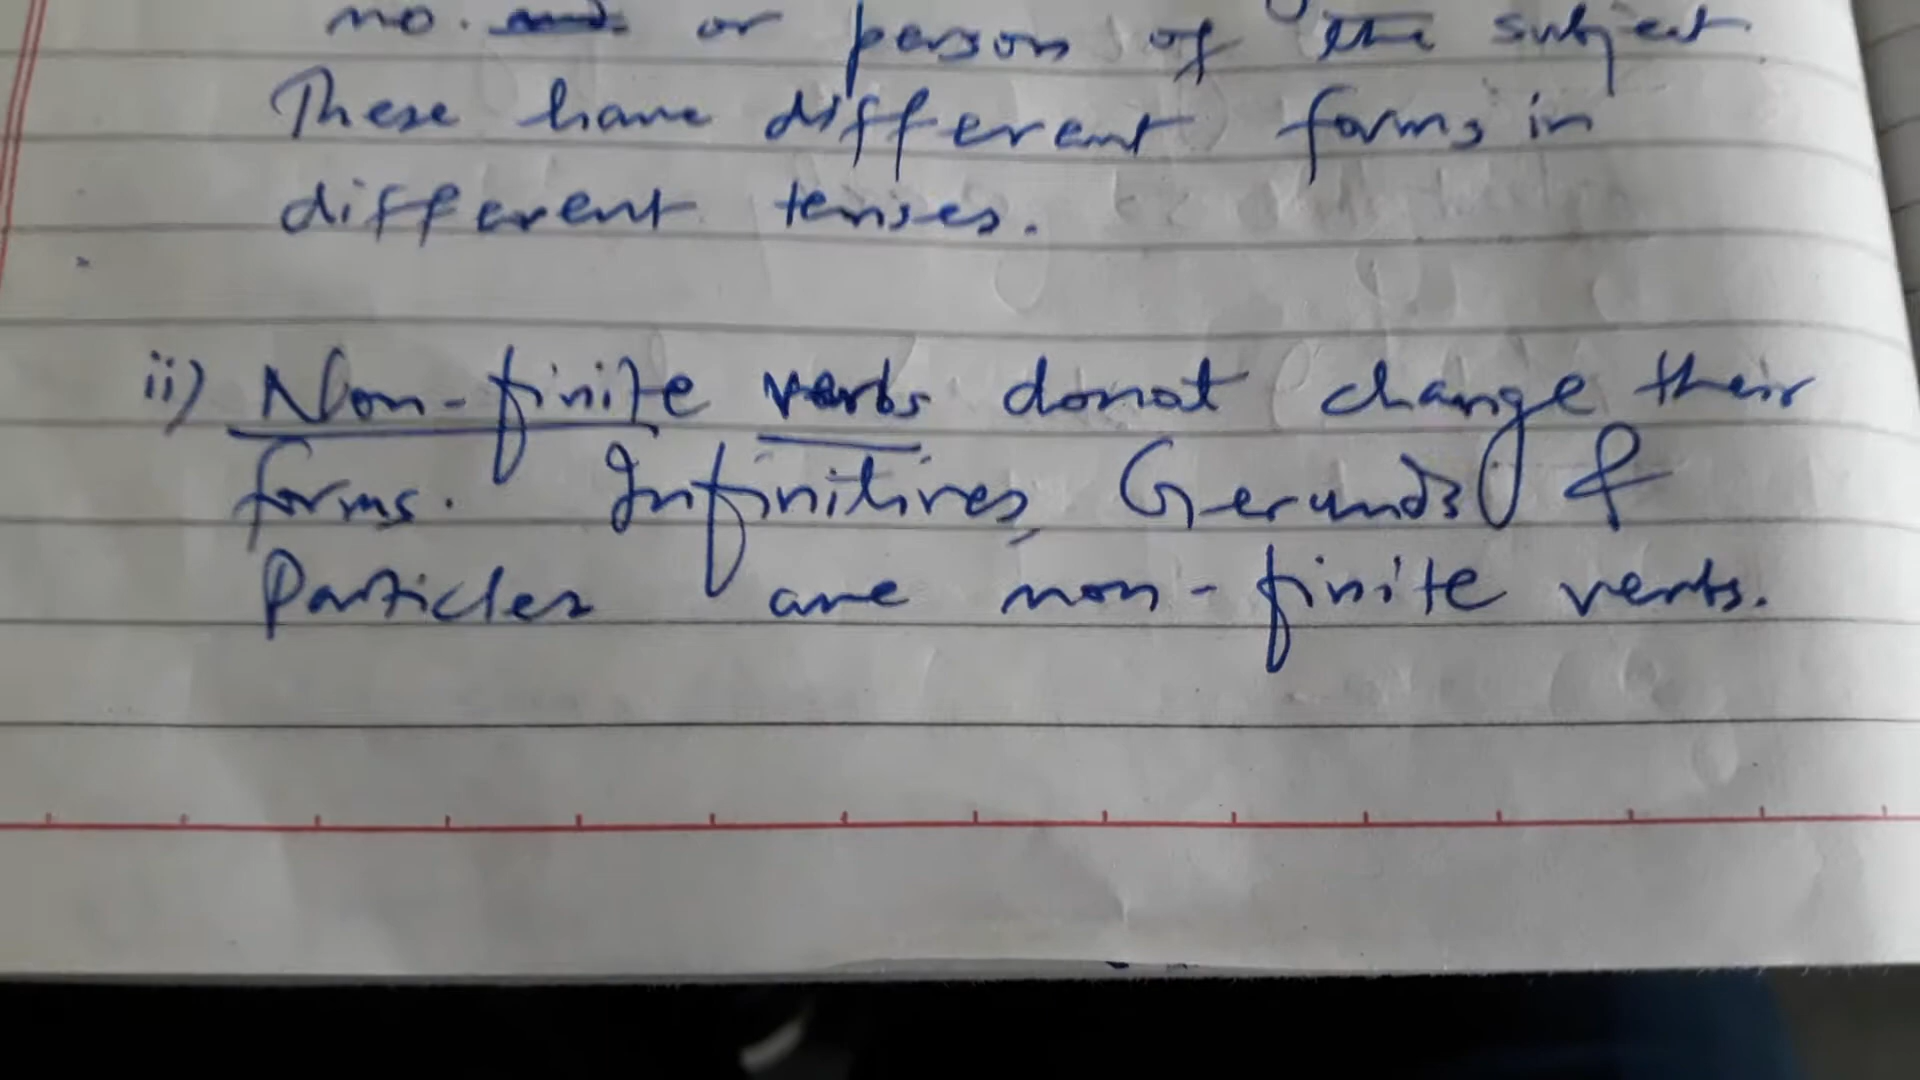 no. or person of the subject.
These have different forms in
different tenses.
ii) Non-finite verbs donot change their
forms. Infinitives, Gerunds &
Particles are non-finite verbs.